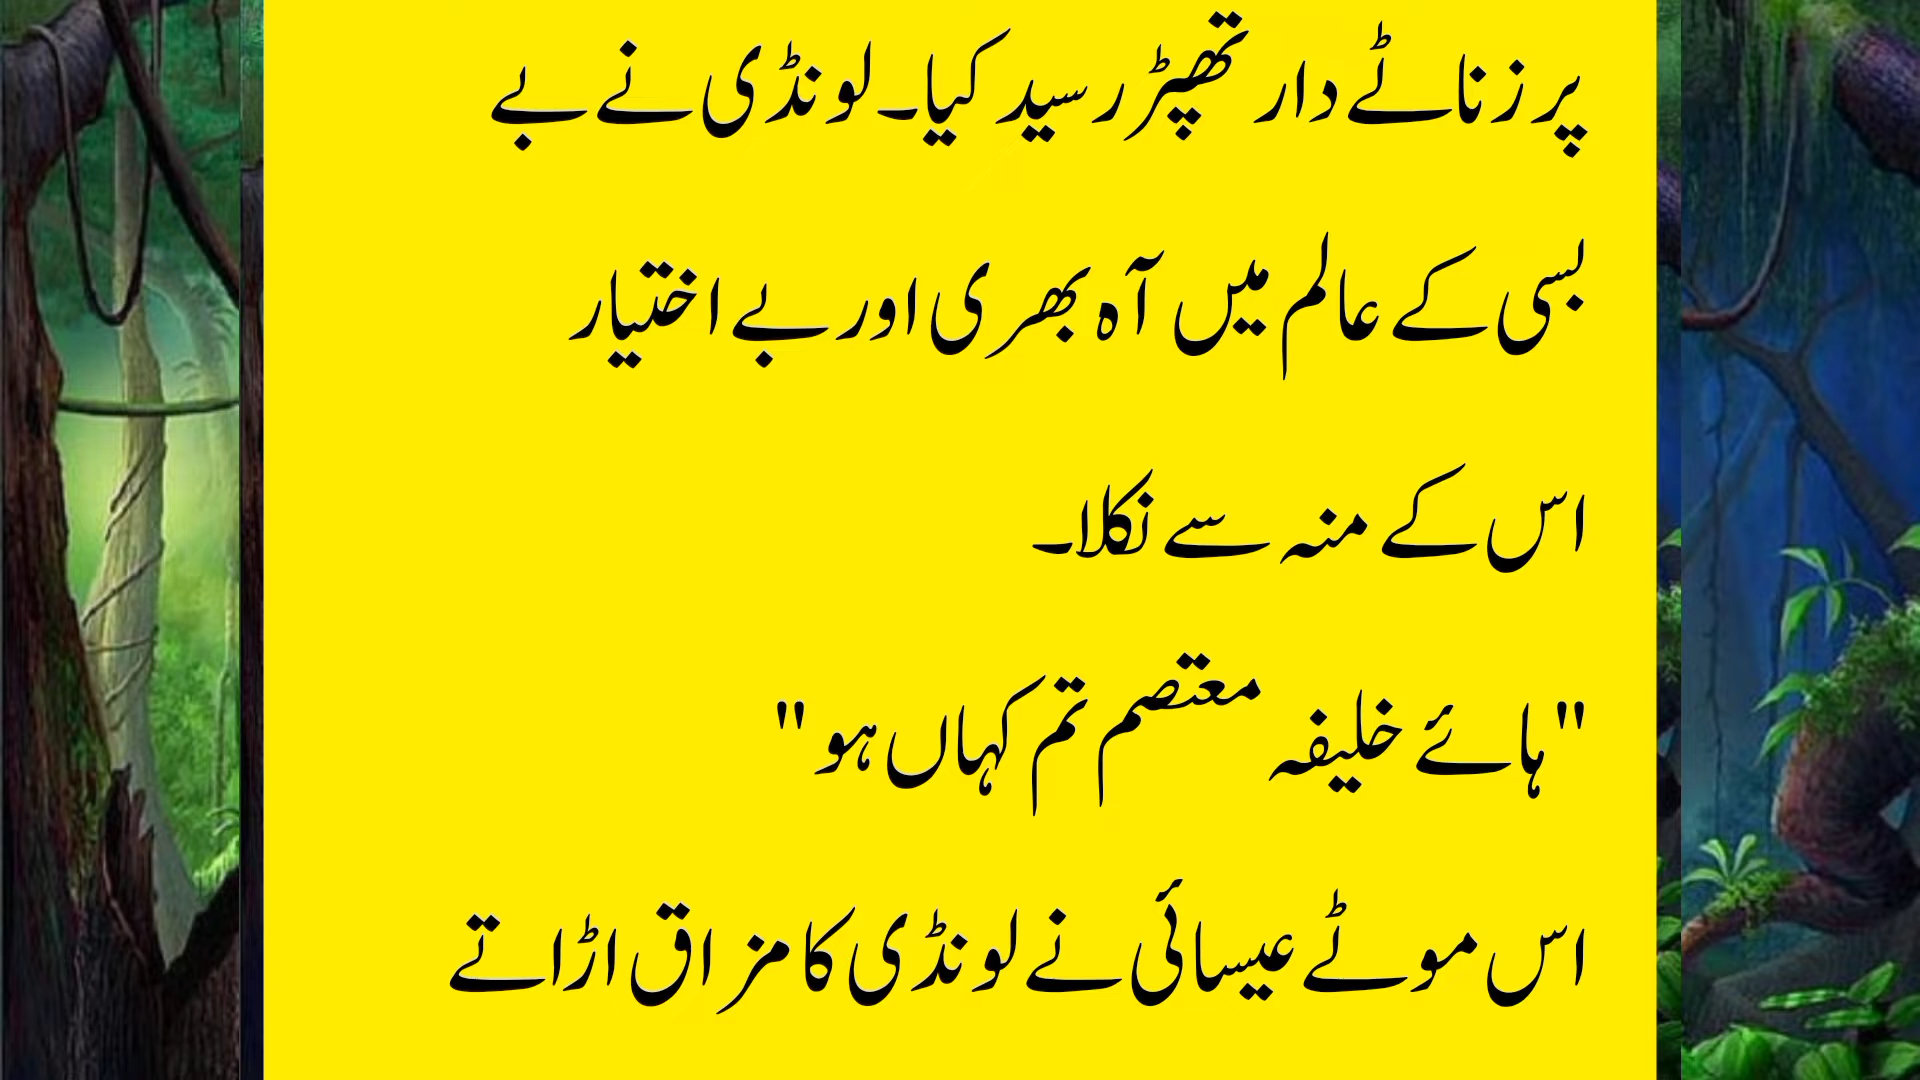 پر زناٹے دار تھپڑ رسید کیا۔ لونڈی نے بے
بسی کے عالم میں آہ بھری اور بے اختیار
اس کے منہ سے نکلا۔
"ہائے خلیفہ معتصم تم کہاں ہو"
اس موٹے عیسائی نے لونڈی کا مزاق اڑاتے